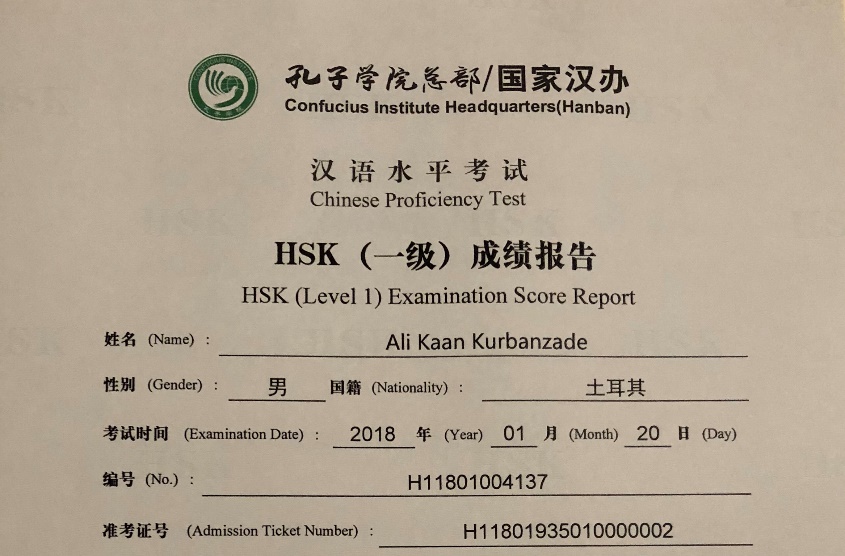 孔子学院总部/国家汉办
Confucius Institute Headquarters(Hanban)
汉语水平考试
Chinese Proficiency Test
HSK（一级）成绩报告
HSK (Level 1) Examination Score Report
姓名 (Name)： Ali Kaan Kurbanzade
性别 (Gender)： 男 国籍 (Nationality)： 土耳其
考试时间 (Examination Date)： 2018 年 (Year) 01 月 (Month) 20 日 (Day)
编号 (No.)： H11801004137
准考证号 (Admission Ticket Number)： H11801935010000002